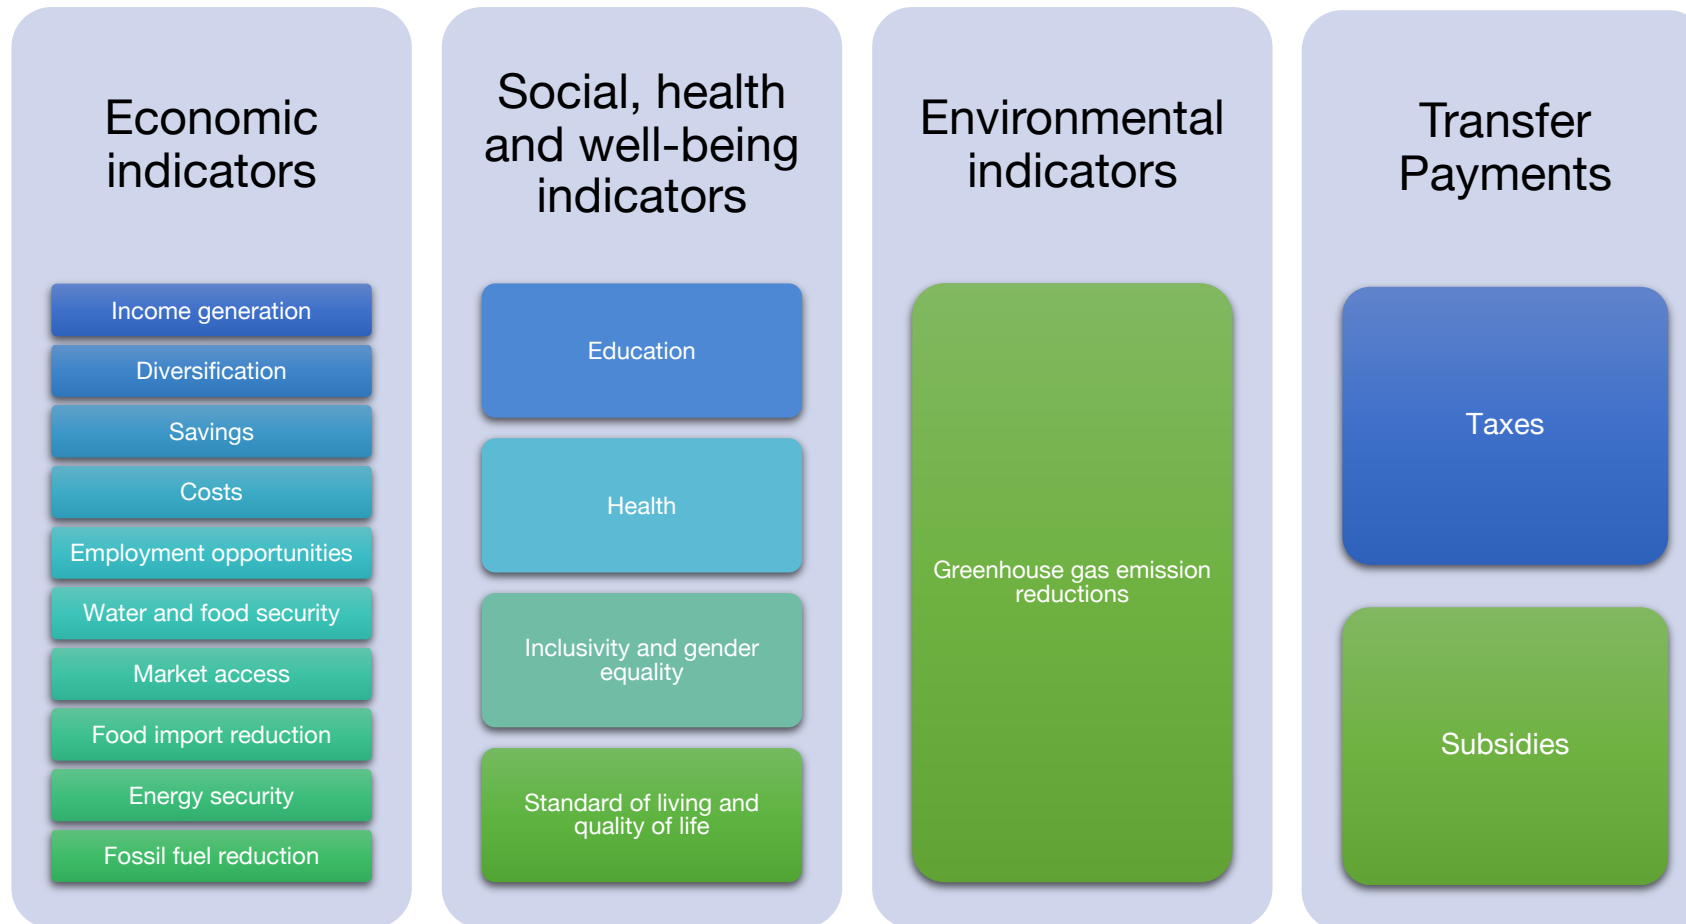 Economic
indicators
Income generation
Diversification
Savings
Costs
Employment opportunities
Water and food security
Market access
Food import reduction
Energy security
Fossil fuel reduction
Social, health
and well-being
indicators
Education
Health
Inclusivity and gender
equality
Standard of living and
quality of life
Environmental
indicators
Greenhouse gas emission
reductions
Transfer
Payments
Taxes
Subsidies